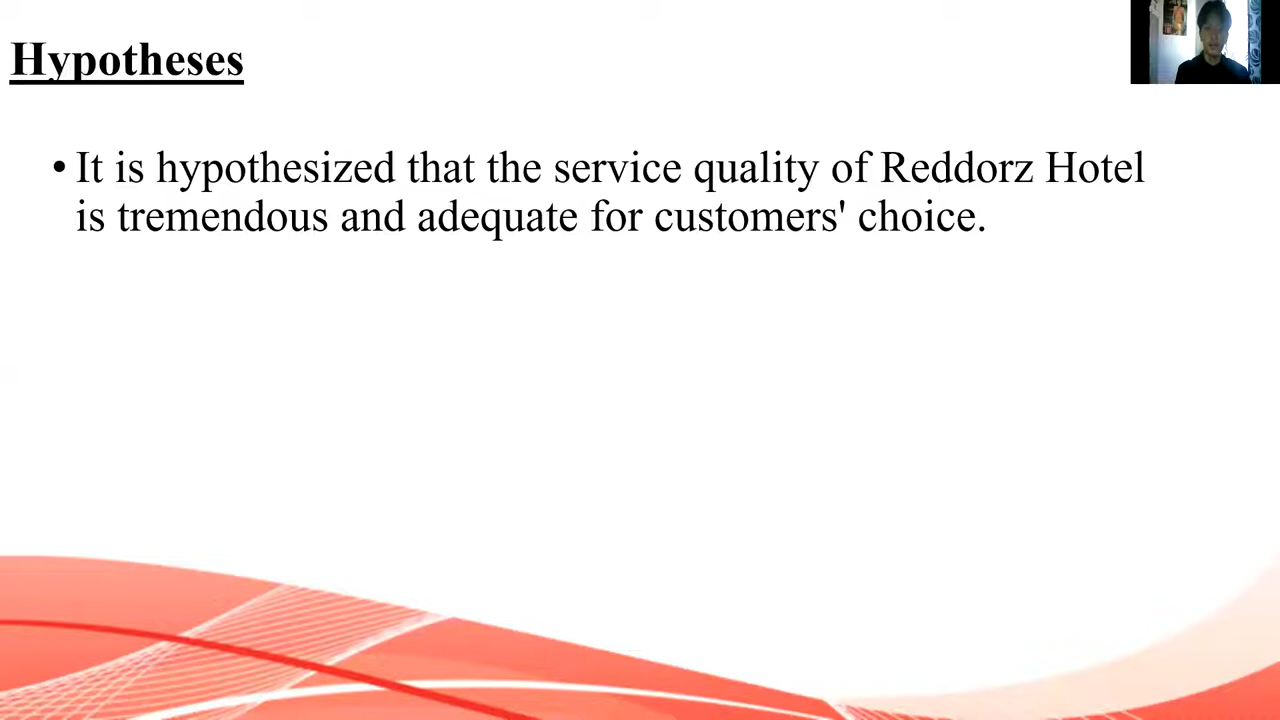 Hypotheses
• It is hypothesized that the service quality of Reddorz Hotel
is tremendous and adequate for customers' choice.